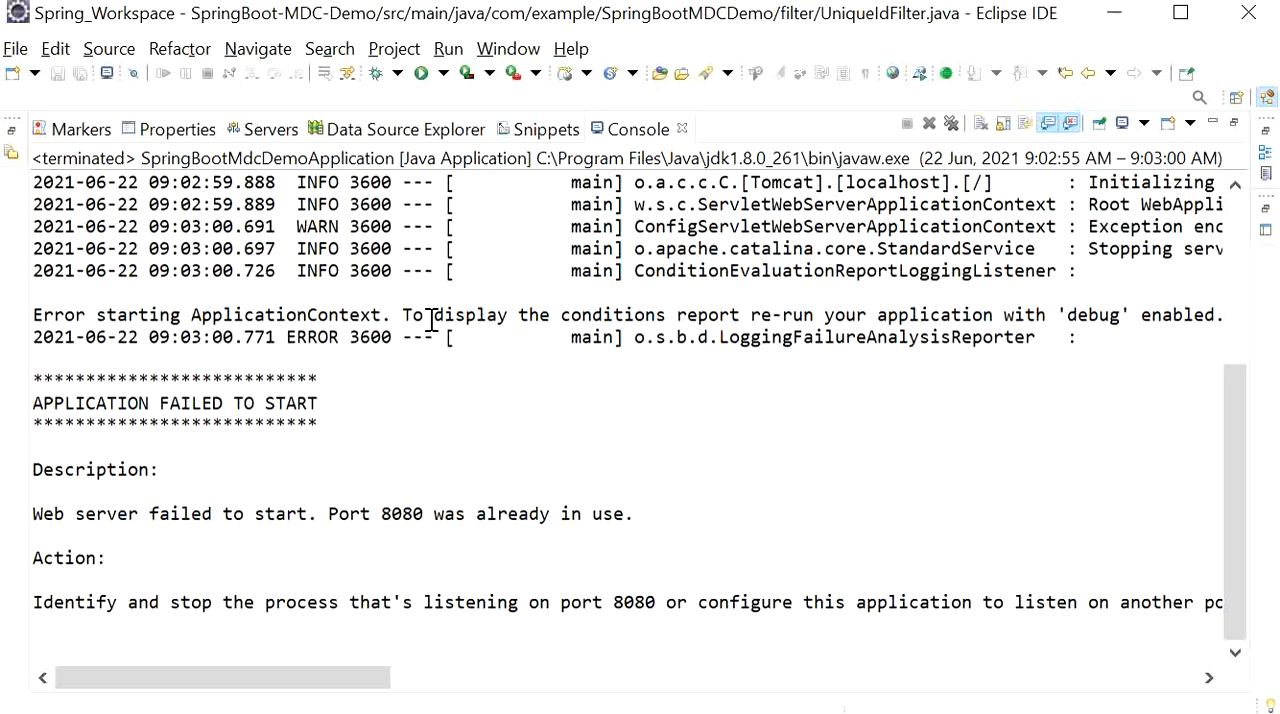 Spring_Workspace - SpringBoot-MDC-Demo/src/main/java/com/example/SpringBootMDCDemo/filter/UniqueIdFilter.java - Eclipse IDE
File Edit Source Refactor Navigate Search Project Run Window Help
Markers Properties Servers Data Source Explorer Snippets Console
<terminated> SpringBootMdcDemoApplication [Java Application] C:\Program Files\Java\jdk1.8.0_261\bin\javaw.exe (22 Jun, 2021 9:02:55 AM – 9:03:00 AM)
2021-06-22 09:02:59.888  INFO 3600 --- [           main] o.a.c.c.C.[Tomcat].[localhost].[/]       : Initializing
2021-06-22 09:02:59.889  INFO 3600 --- [           main] w.s.c.ServletWebServerApplicationContext : Root WebAppli
2021-06-22 09:03:00.691  WARN 3600 --- [           main] ConfigServletWebServerApplicationContext : Exception enc
2021-06-22 09:03:00.697  INFO 3600 --- [           main] o.apache.catalina.core.StandardService   : Stopping serv
2021-06-22 09:03:00.726  INFO 3600 --- [           main] ConditionEvaluationReportLoggingListener :
Error starting ApplicationContext. To display the conditions report re-run your application with 'debug' enabled.
2021-06-22 09:03:00.771 ERROR 3600 --- [           main] o.s.b.d.LoggingFailureAnalysisReporter   :
***************************
APPLICATION FAILED TO START
***************************
Description:
Web server failed to start. Port 8080 was already in use.
Action:
Identify and stop the process that's listening on port 8080 or configure this application to listen on another po